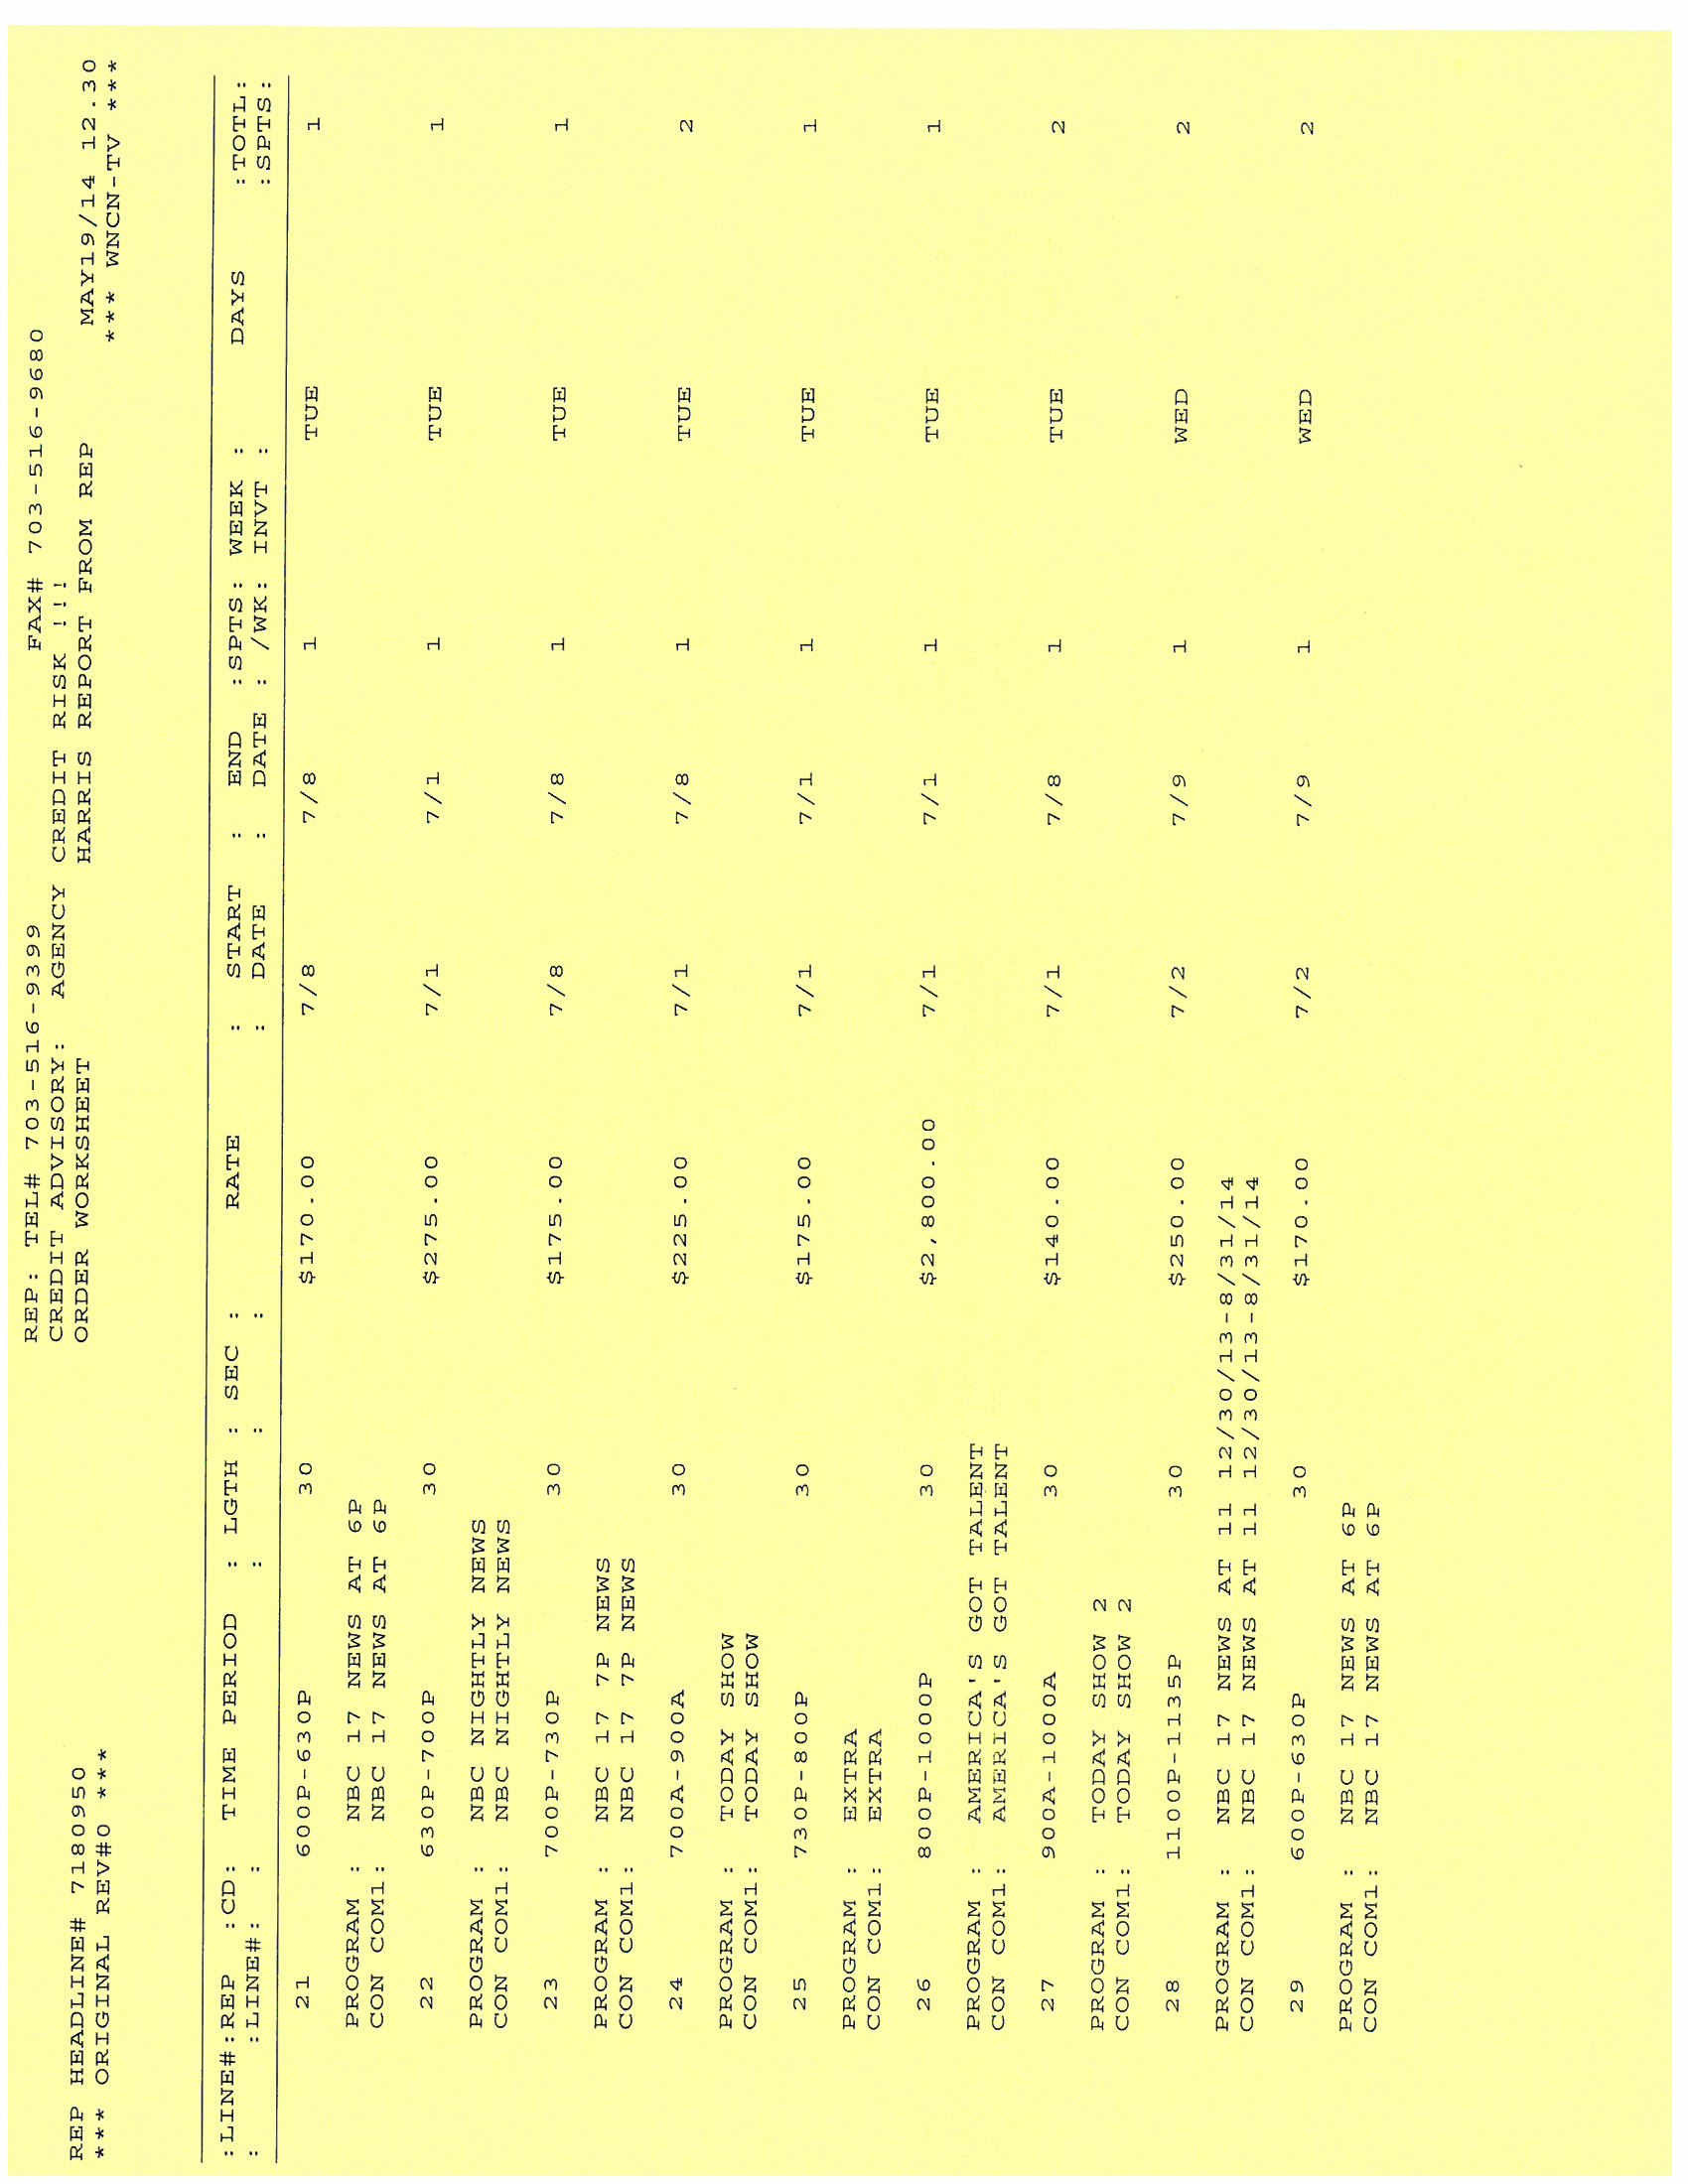 REP: TEL# 703-516-9399 FAX# 703-516-9680
CREDIT ADVISORY: AGENCY CREDIT RISK !!!
REP HEADLINE# 7180950 ORDER WORKSHEET HARRIS REPORT FROM REP MAY19/14 12.30
*** ORIGINAL REV#0 *** *** WNCN-TV ***
:LINE#:REP :CD: TIME PERIOD : LGTH : SEC : RATE : START : END :SPTS: WEEK : DAYS :TOTL:
: :LINE#: : : : : DATE : DATE : /WK: INVT : :SPTS:
21 600P-630P 30 $170.00 7/8 7/8 1 TUE 1
PROGRAM : NBC 17 NEWS AT 6P
CON COM1: NBC 17 NEWS AT 6P
22 630P-700P 30 $275.00 7/1 7/1 1 TUE 1
PROGRAM : NBC NIGHTLY NEWS
CON COM1: NBC NIGHTLY NEWS
23 700P-730P 30 $175.00 7/8 7/8 1 TUE 1
PROGRAM : NBC 17 7P NEWS
CON COM1: NBC 17 7P NEWS
24 700A-900A 30 $225.00 7/1 7/8 1 TUE 2
PROGRAM : TODAY SHOW
CON COM1: TODAY SHOW
25 730P-800P 30 $175.00 7/1 7/1 1 TUE 1
PROGRAM : EXTRA
CON COM1: EXTRA
26 800P-1000P 30 $2,800.00 7/1 7/1 1 TUE 1
PROGRAM : AMERICA'S GOT TALENT
CON COM1: AMERICA'S GOT TALENT
27 900A-1000A 30 $140.00 7/1 7/8 1 TUE 2
PROGRAM : TODAY SHOW 2
CON COM1: TODAY SHOW 2
28 1100P-1135P 30 $250.00 7/2 7/9 1 WED 2
PROGRAM : NBC 17 NEWS AT 11 12/30/13-8/31/14
CON COM1: NBC 17 NEWS AT 11 12/30/13-8/31/14
29 600P-630P 30 $170.00 7/2 7/9 1 WED 2
PROGRAM : NBC 17 NEWS AT 6P
CON COM1: NBC 17 NEWS AT 6P